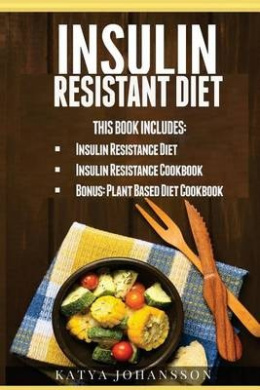 INSULIN
RESISTANT DIET
THIS BOOK INCLUDES:
▪ INSULIN RESISTANCE DIET
▪ INSULIN RESISTANCE COOKBOOK
▪ BONUS: PLANT BASED DIET COOKBOOK
KATYA JOHANSSON